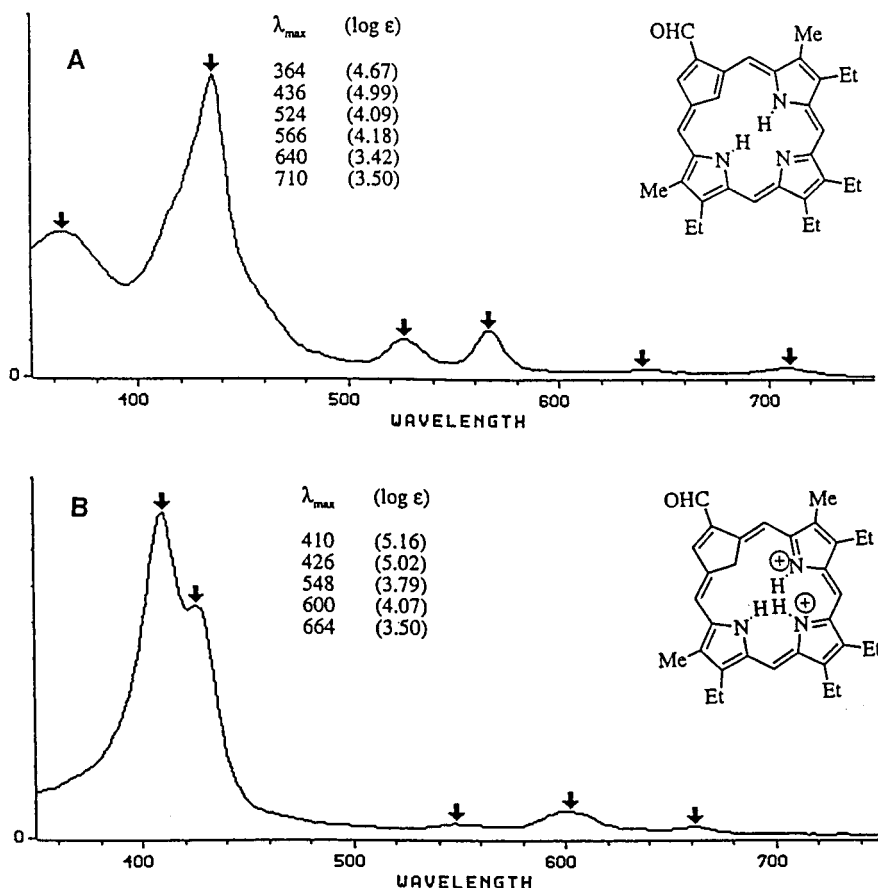 A
λmax (log ε)
364 (4.67)
436 (4.99)
524 (4.09)
566 (4.18)
640 (3.42)
710 (3.50)
OHC
Me
Et
N
H
H
N
N
Me
Et
Et
0
400 500 600 700
WAVELENGTH
B
λmax (log ε)
410 (5.16)
426 (5.02)
548 (3.79)
600 (4.07)
664 (3.50)
OHC
Me
Et
⊕
N
H
H H ⊕
N
N
Me
Et
Et
0
400 500 600 700
WAVELENGTH